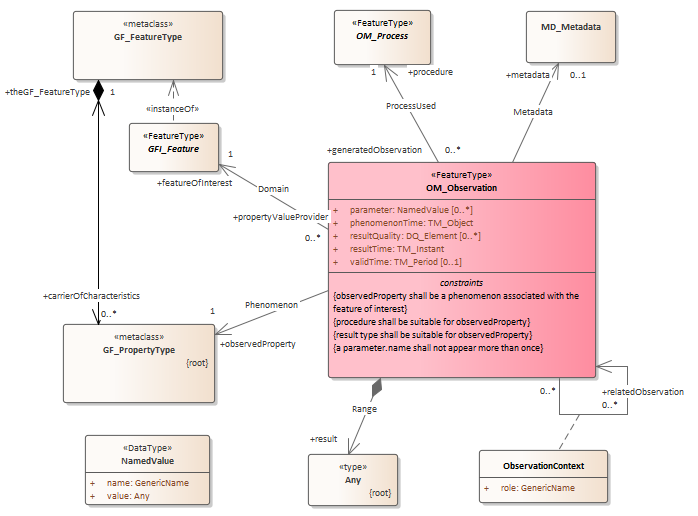 «metaclass»
GF_FeatureType
«FeatureType»
OM_Process
MD_Metadata
+theGF_FeatureType
1
1
+procedure
+metadata
0..1
«instanceOf»
ProcessUsed
Metadata
«FeatureType»
GFI_Feature
1
+generatedObservation
0..*
+featureOfInterest
Domain
+propertyValueProvider
0..*
«FeatureType»
OM_Observation
+ parameter: NamedValue [0..*]
+ phenomenonTime: TM_Object
+ resultQuality: DQ_Element [0..*]
+ resultTime: TM_Instant
+ validTime: TM_Period [0..1]
constraints
{observedProperty shall be a phenomenon associated with the
feature of interest}
{procedure shall be suitable for observedProperty}
{result type shall be suitable for observedProperty}
{a parameter.name shall not appear more than once}
+carrierOfCharacteristics
0..*
Phenomenon
1
+observedProperty
«metaclass»
GF_PropertyType
{root}
0..*
+relatedObservation
0..*
Range
+result
«DataType»
NamedValue
+ name: GenericName
+ value: Any
«type»
Any
{root}
ObservationContext
+ role: GenericName